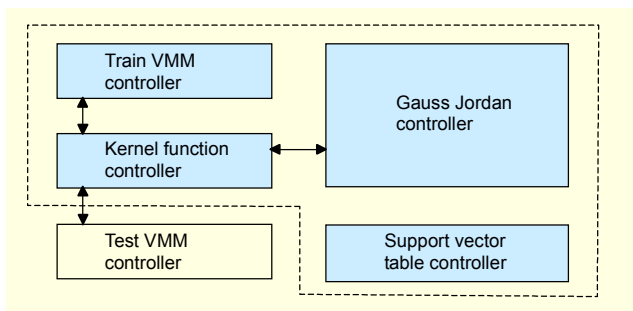 Train VMM
controller
Gauss Jordan
controller
Kernel function
controller
Test VMM
controller
Support vector
table controller